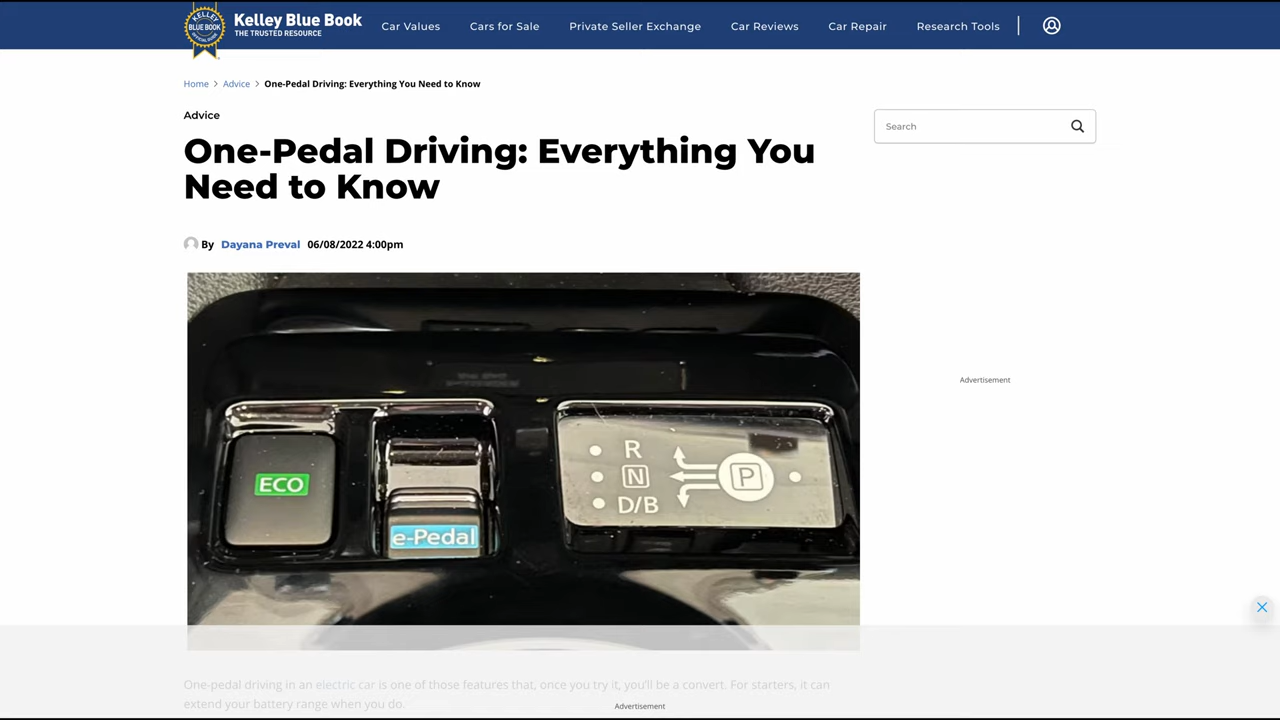 Kelley Blue Book
THE TRUSTED RESOURCE
KELLEY
BLUE BOOK
Car Values
Cars for Sale
Private Seller Exchange
Car Reviews
Car Repair
Research Tools
Home > Advice > One-Pedal Driving: Everything You Need to Know
Advice
Search
One-Pedal Driving: Everything You
Need to Know
By Dayana Preval 06/08/2022 4:00pm
Advertisement
ECO
e-Pedal
R
N
D/B
P
One-pedal driving in an electric car is one of those features that, once you try it, you'll be a convert. For starters, it can
extend your battery range when you do.
Advertisement